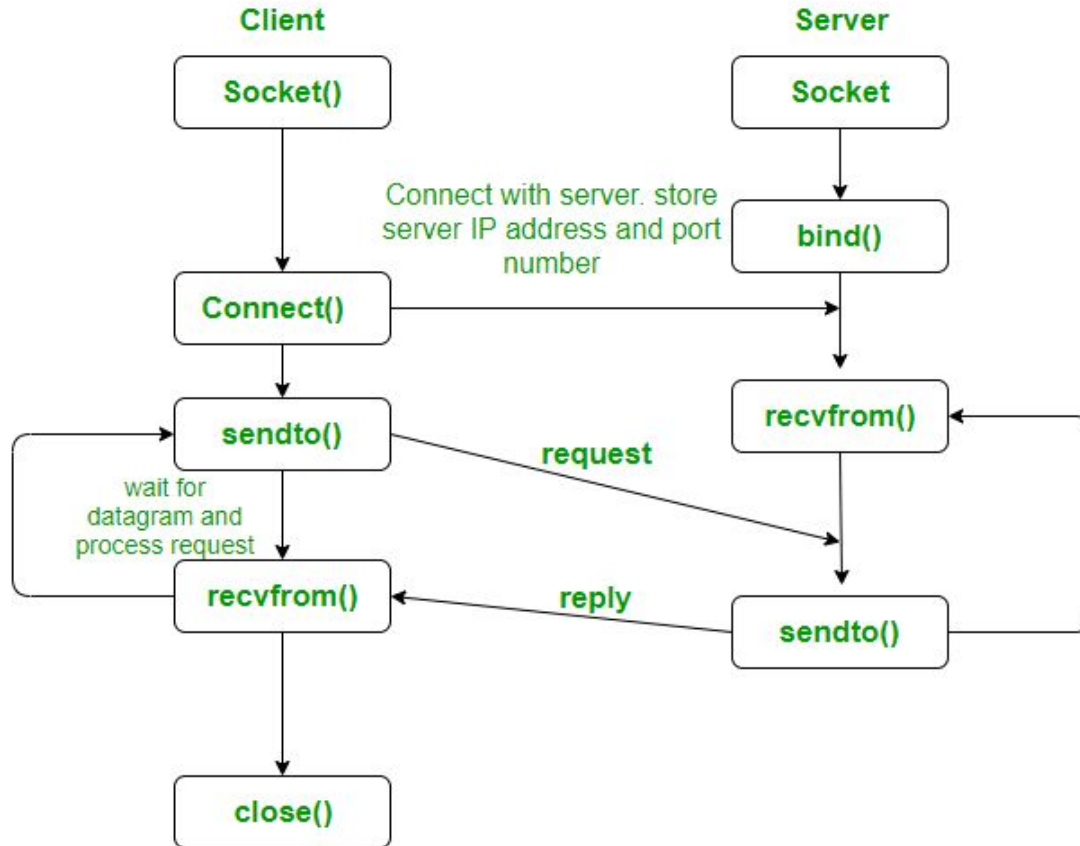 Client
Server
Socket()
Socket
Connect with server. store
server IP address and port
number
bind()
Connect()
sendto()
recvfrom()
request
wait for
datagram and
process request
recvfrom()
reply
sendto()
close()